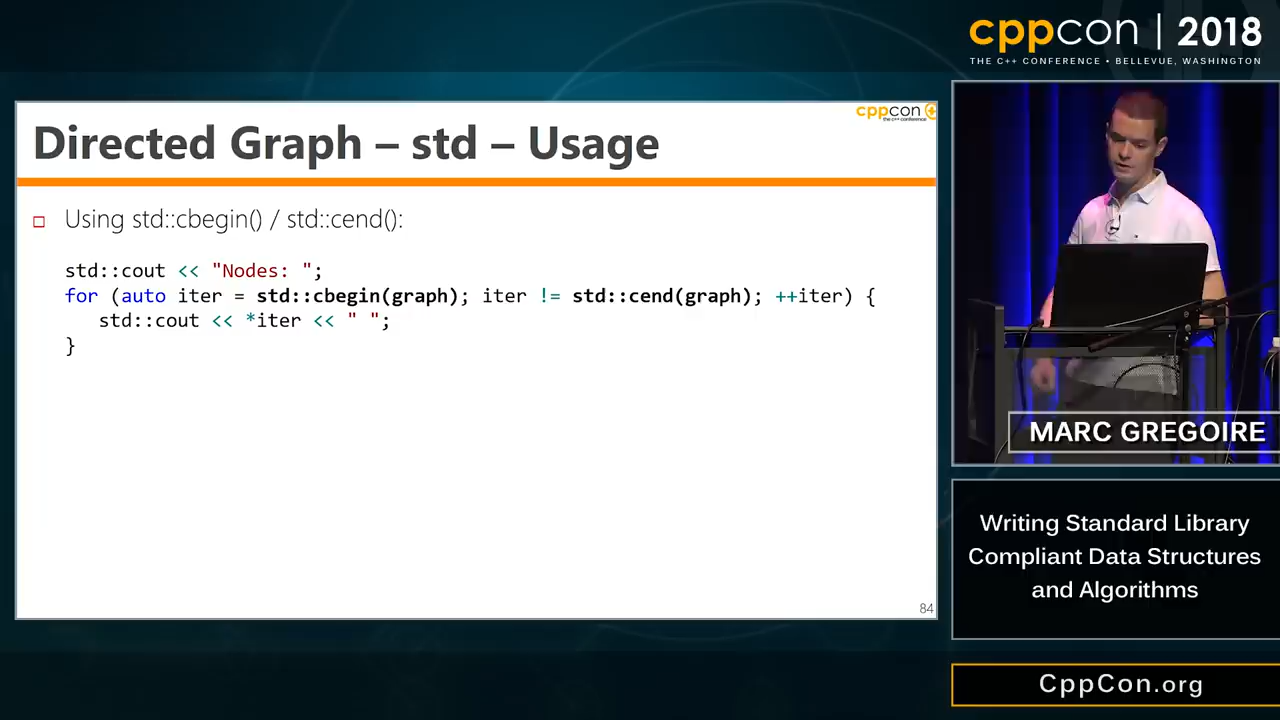 cppcon | 2018
THE C++ CONFERENCE • BELLEVUE, WASHINGTON
cppcon
the c++ conference
Directed Graph – std – Usage
Using std::cbegin() / std::cend():
std::cout << "Nodes: ";
for (auto iter = std::cbegin(graph); iter != std::cend(graph); ++iter) {
std::cout << *iter << " ";
}
84
MARC GREGOIRE
Writing Standard Library
Compliant Data Structures
and Algorithms
CppCon.org